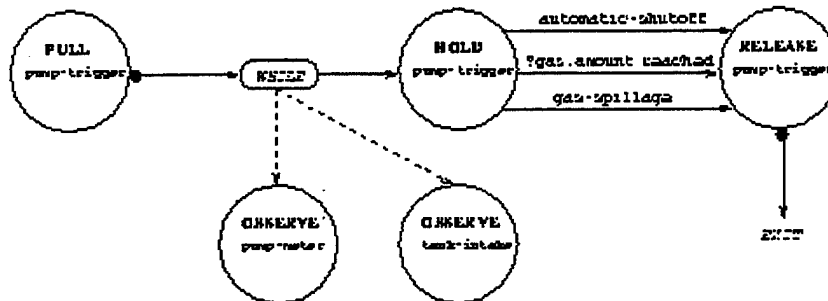 PULL
pump-trigger
WHILE
HOLD
pump-trigger
automatic-shutoff
?gas.amount reached
gas-spillage
RELEASE
pump-trigger
OBSERVE
pump-meter
OBSERVE
tank-intake
EXIT